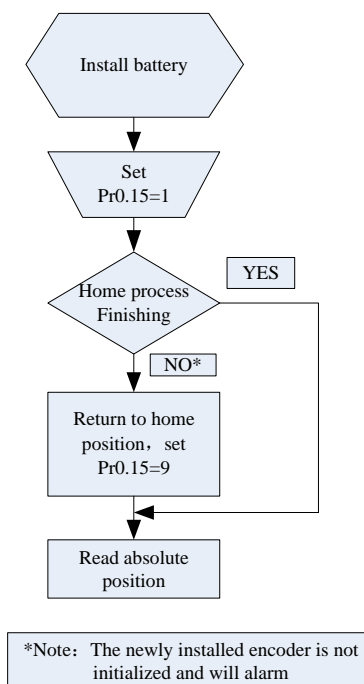 Install battery
Set
Pr0.15=1
Home process
Finishing
YES
NO*
Return to home
position，set
Pr0.15=9
Read absolute
position
*Note：The newly installed encoder is not
initialized and will alarm